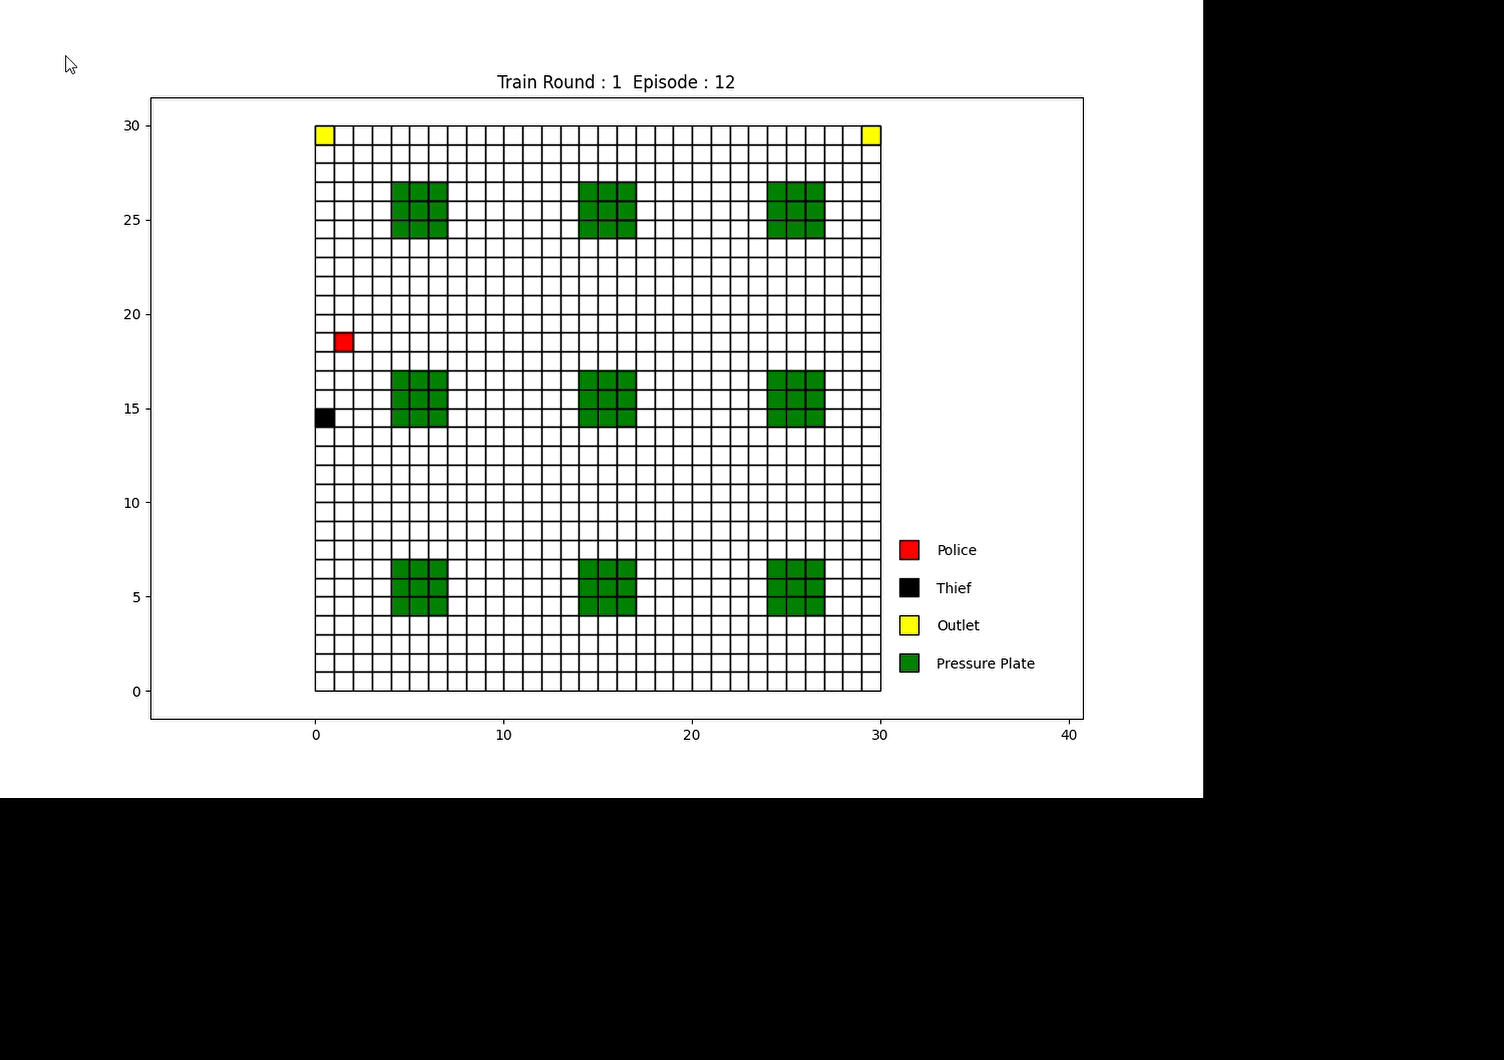 Train Round : 1  Episode : 12
30
25
20
15
10
5
0
0 10 20 30 40
Police
Thief
Outlet
Pressure Plate